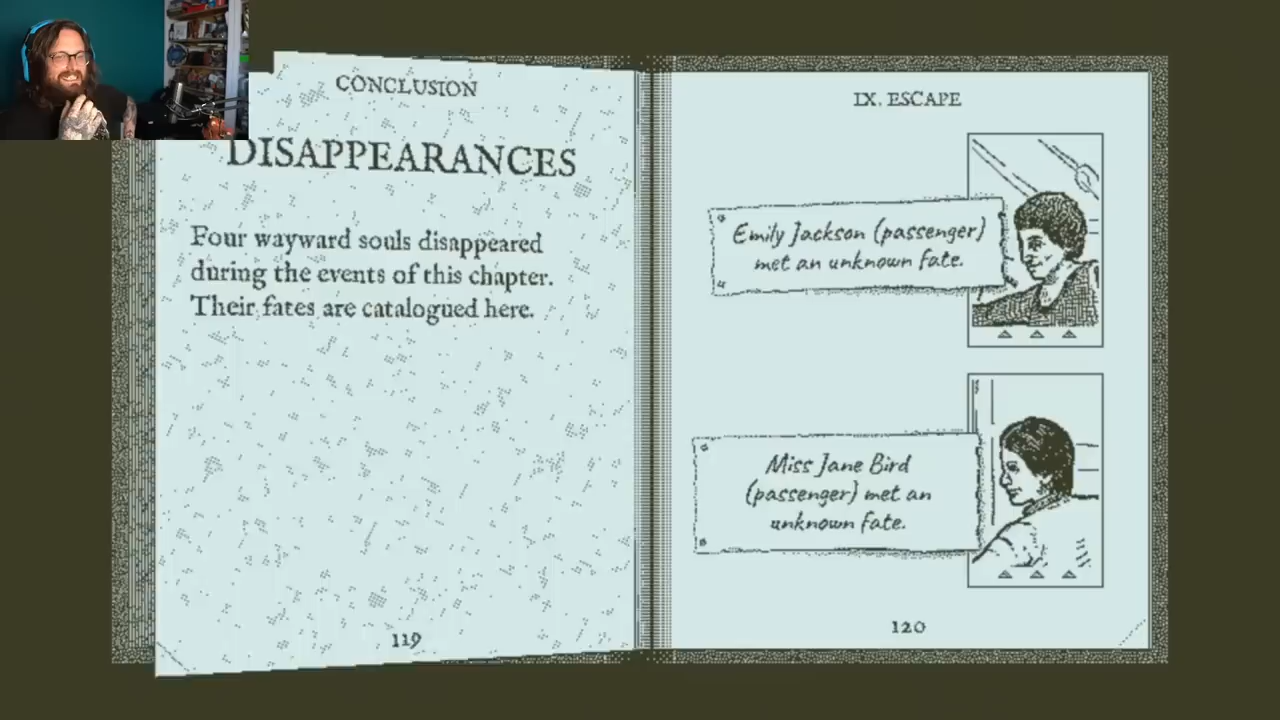 CONCLUSION
DISAPPEARANCES
Four wayward souls disappeared
during the events of this chapter.
Their fates are catalogued here.
119
IX. ESCAPE
Emily Jackson (passenger)
met an unknown fate.
Miss Jane Bird
(passenger) met an
unknown fate.
120